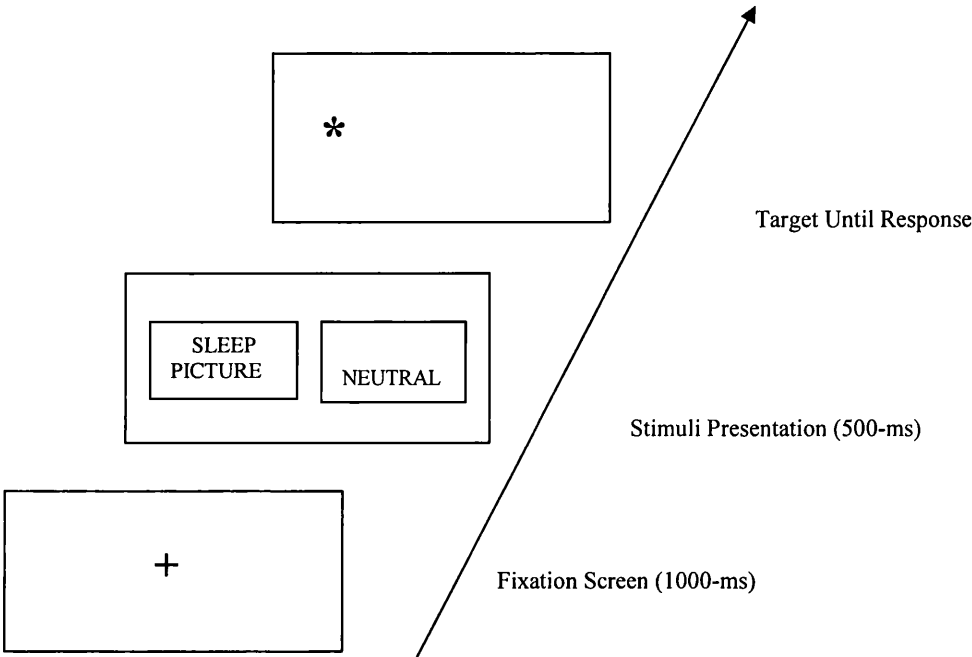 *
Target Until Response
SLEEP
PICTURE
NEUTRAL
Stimuli Presentation (500-ms)
+
Fixation Screen (1000-ms)